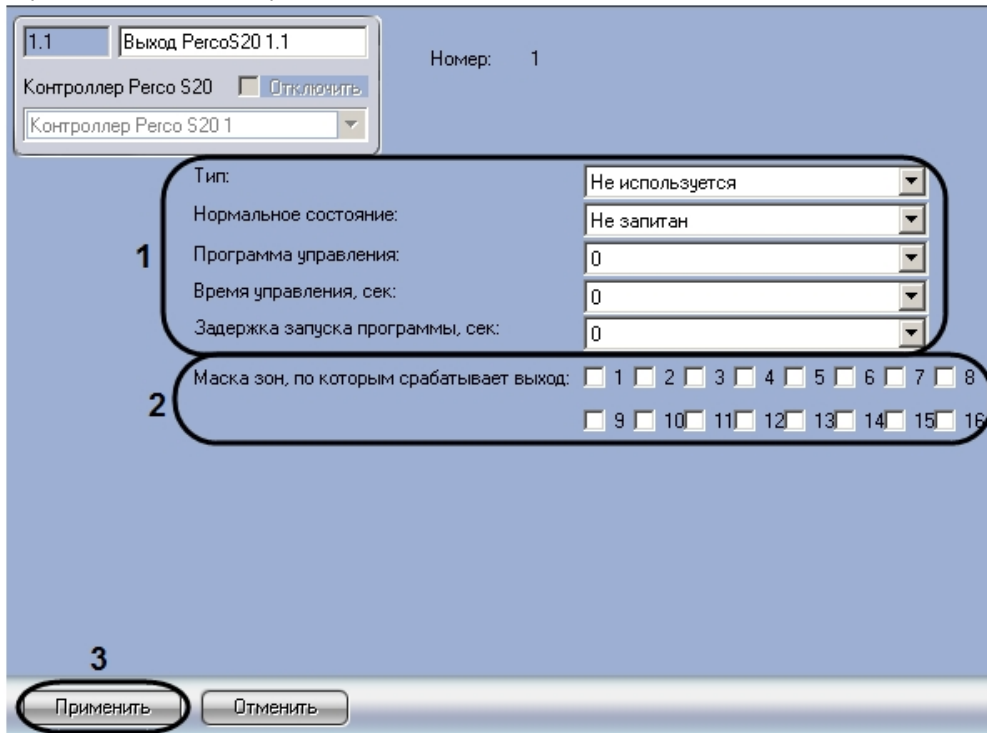 1.1 Выход PercoS20 1.1
Номер: 1
Контроллер Perco S20 Отключить
Контроллер Perco S20 1
Тип: Не используется
Нормальное состояние: Не запитан
1
Программа управления: 0
Время управления, сек: 0
Задержка запуска программы, сек: 0
Маска зон, по которым срабатывает выход: 1 2 3 4 5 6 7 8
2
9 10 11 12 13 14 15 16
3
Применить Отменить